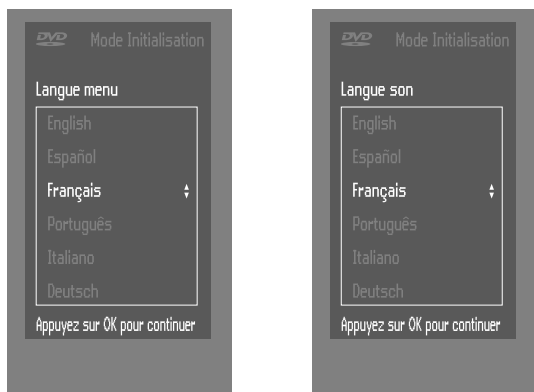 DVD Mode Initialisation
Langue menu
English
Español
Français
Português
Italiano
Deutsch
Appuyez sur OK pour continuer
DVD Mode Initialisation
Langue son
English
Español
Français
Português
Italiano
Deutsch
Appuyez sur OK pour continuer